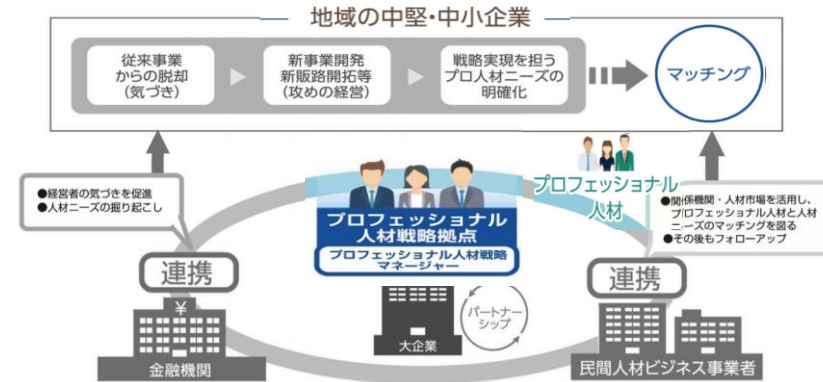 地域の中堅・中小企業
従来事業
からの脱却
(気づき)
新事業開発
新販路開拓等
(攻めの経営)
戦略実現を担う
プロ人材ニーズの
明確化
マッチング
●経営者の気づきを促進
●人材ニーズの掘り起こし
プロフェッショナル
人材戦略拠点
プロフェッショナル人材戦略
マネージャー
プロフェッショナル
人材
●関係機関・人材市場を活用し、
プロフェッショナル人材と人材
ニーズのマッチングを図る
●その後もフォローアップ
連携
連携
¥
金融機関
大企業
パートナー
シップ
民間人材ビジネス事業者